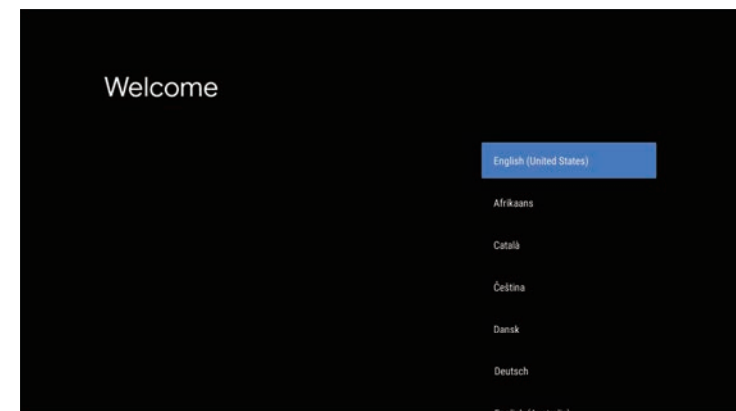 Welcome
English (United States)
Afrikaans
Català
Čeština
Dansk
Deutsch